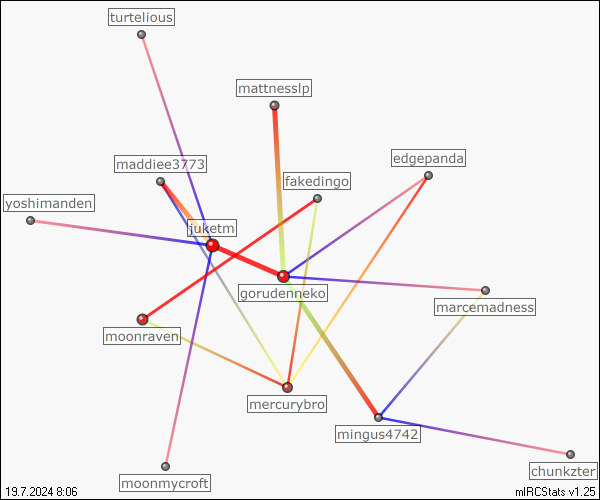 turtelious
mattnesslp
edgepanda
maddiee3773
fakedingo
yoshimanden
juketm
gorudenneko
marcemadness
moonraven
mercurybro
mingus4742
chunkzter
moonmycroft
19.7.2024 8:06
mIRCStats v1.25